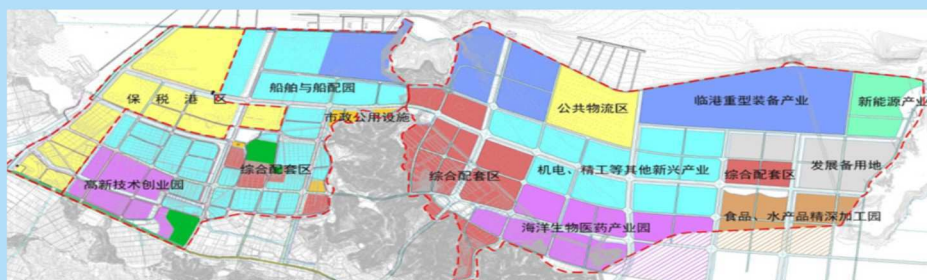 保税港区
船舶与船配园
市政公用设施
综合配套区
高新技术创业园
公共物流区
临港重型装备产业
新能源产业
综合配套区
机电、精工等其他新兴产业
综合配套区
发展备用地
海洋生物医药产业园
食品、水产品精深加工园